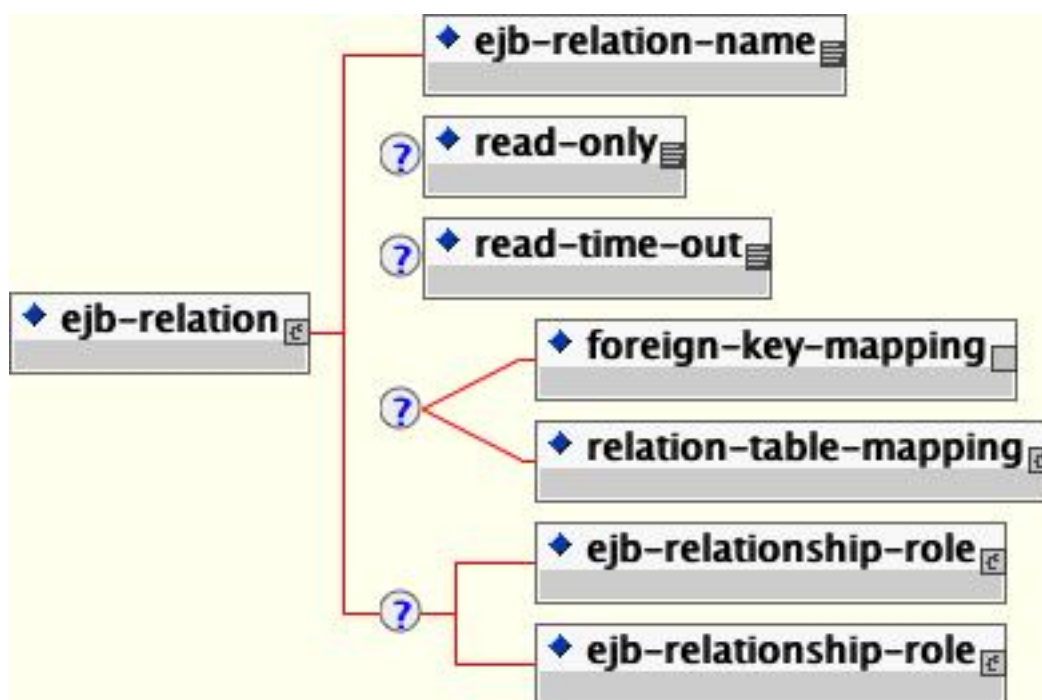 ejb-relation-name
? read-only
? read-time-out
ejb-relation
? foreign-key-mapping
relation-table-mapping
? ejb-relationship-role
ejb-relationship-role